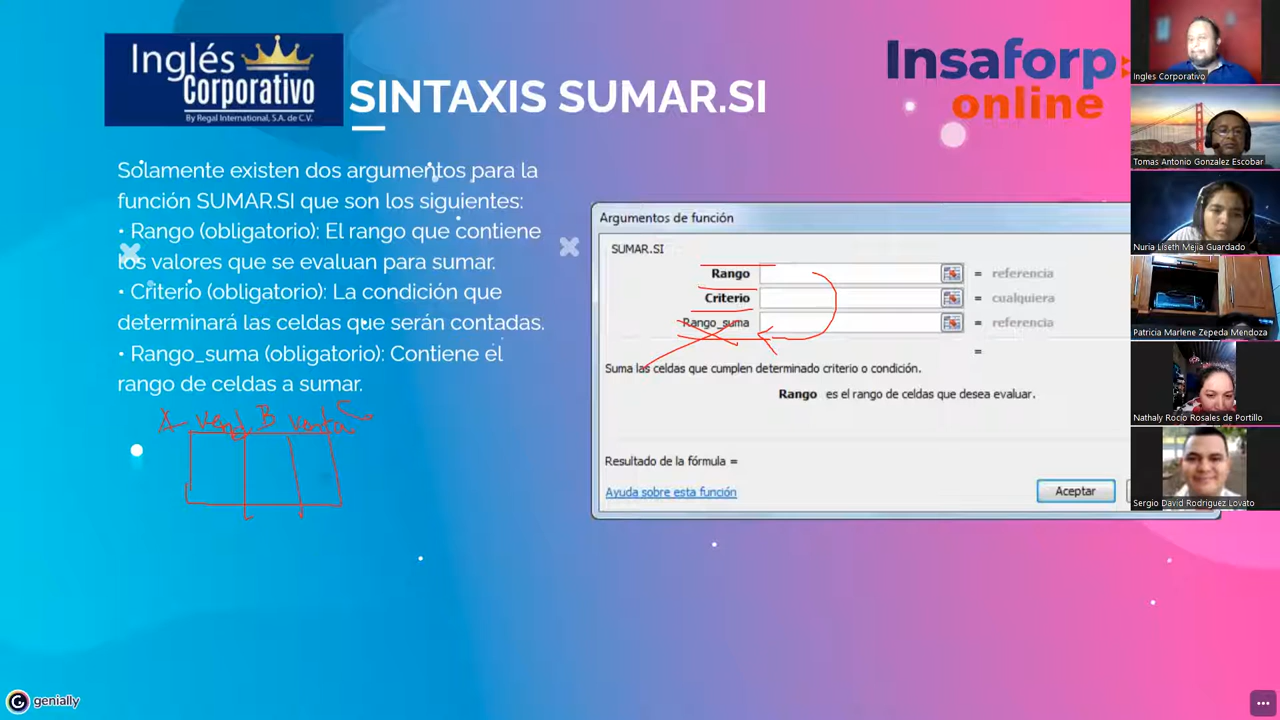 Inglés
Corporativo
By Regal International, S.A. de C.V.
SINTAXIS SUMAR.SI
Insaforp
online
Solamente existen dos argumentos para la
función SUMAR.SI que son los siguientes:
• Rango (obligatorio): El rango que contiene
los valores que se evaluan para sumar.
• Criterio (obligatorio): La condición que
determinará las celdas que serán contadas.
• Rango_suma (obligatorio): Contiene el
rango de celdas a sumar.
A vend. B venta C
Argumentos de función
SUMAR.SI
Rango = referencia
Criterio = cualquiera
Rango_suma = referencia
=
Suma las celdas que cumplen determinado criterio o condición.
Rango es el rango de celdas que desea evaluar.
Resultado de la fórmula =
Ayuda sobre esta función
Aceptar
Ingles Corporativo
Tomas Antonio Gonzalez Escobar
Nuria Liseth Mejia Guardado
Patricia Marlene Zepeda Mendoza
Nathaly Rocío Rosales de Portillo
Sergio David Rodriguez Lovato
genially